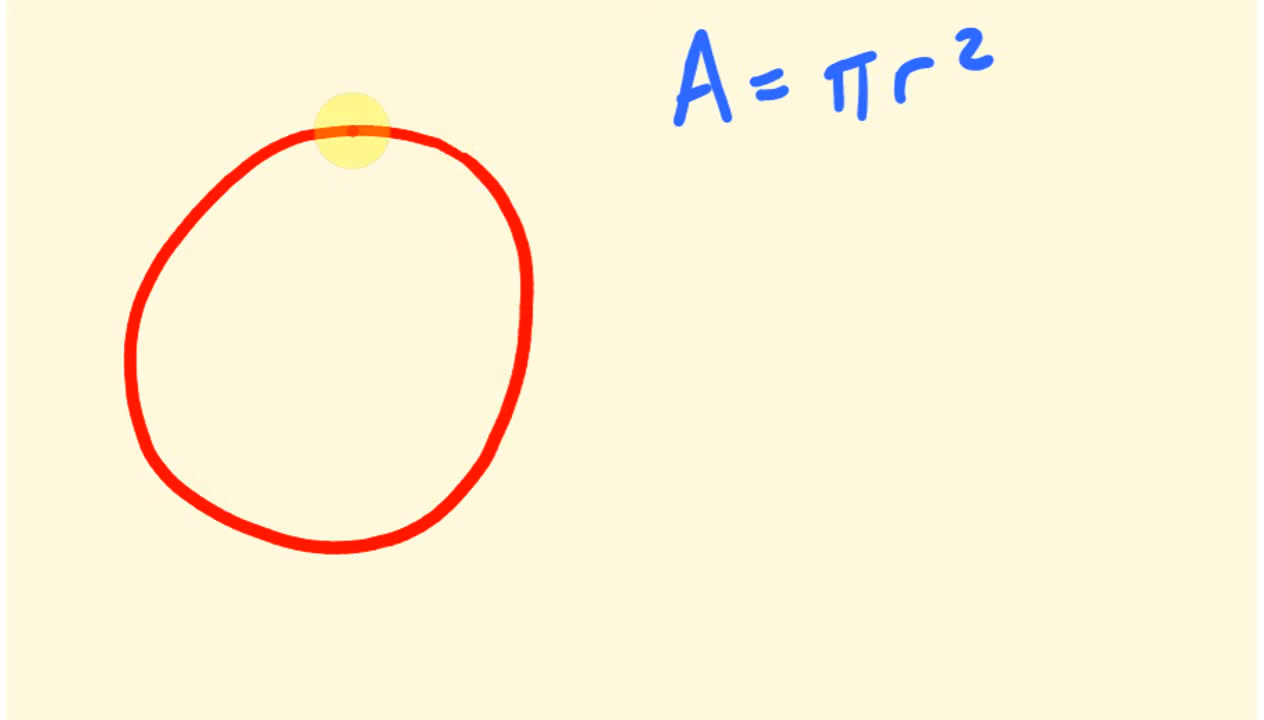 A = πr²